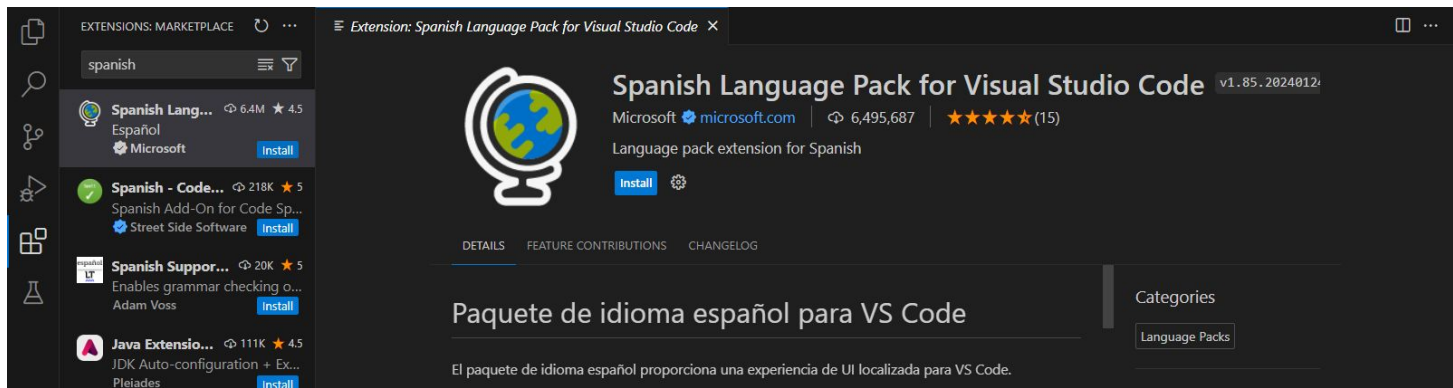 EXTENSIONS: MARKETPLACE
spanish
Spanish Lang... 6.4M ★ 4.5
Español
Microsoft Install
Spanish - Code... 218K ★ 5
Spanish Add-On for Code Sp...
Street Side Software Install
español
LT
Spanish Suppor... 20K ★ 5
Enables grammar checking o...
Adam Voss Install
Java Extensio... 111K ★ 4.5
JDK Auto-configuration + Ex...
Pleiades Install
Extension: Spanish Language Pack for Visual Studio Code
Spanish Language Pack for Visual Studio Code v1.85.2024012
Microsoft microsoft.com | 6,495,687 | ★★★★★(15)
Language pack extension for Spanish
Install
DETAILS FEATURE CONTRIBUTIONS CHANGELOG
Paquete de idioma español para VS Code
El paquete de idioma español proporciona una experiencia de UI localizada para VS Code.
Categories
Language Packs